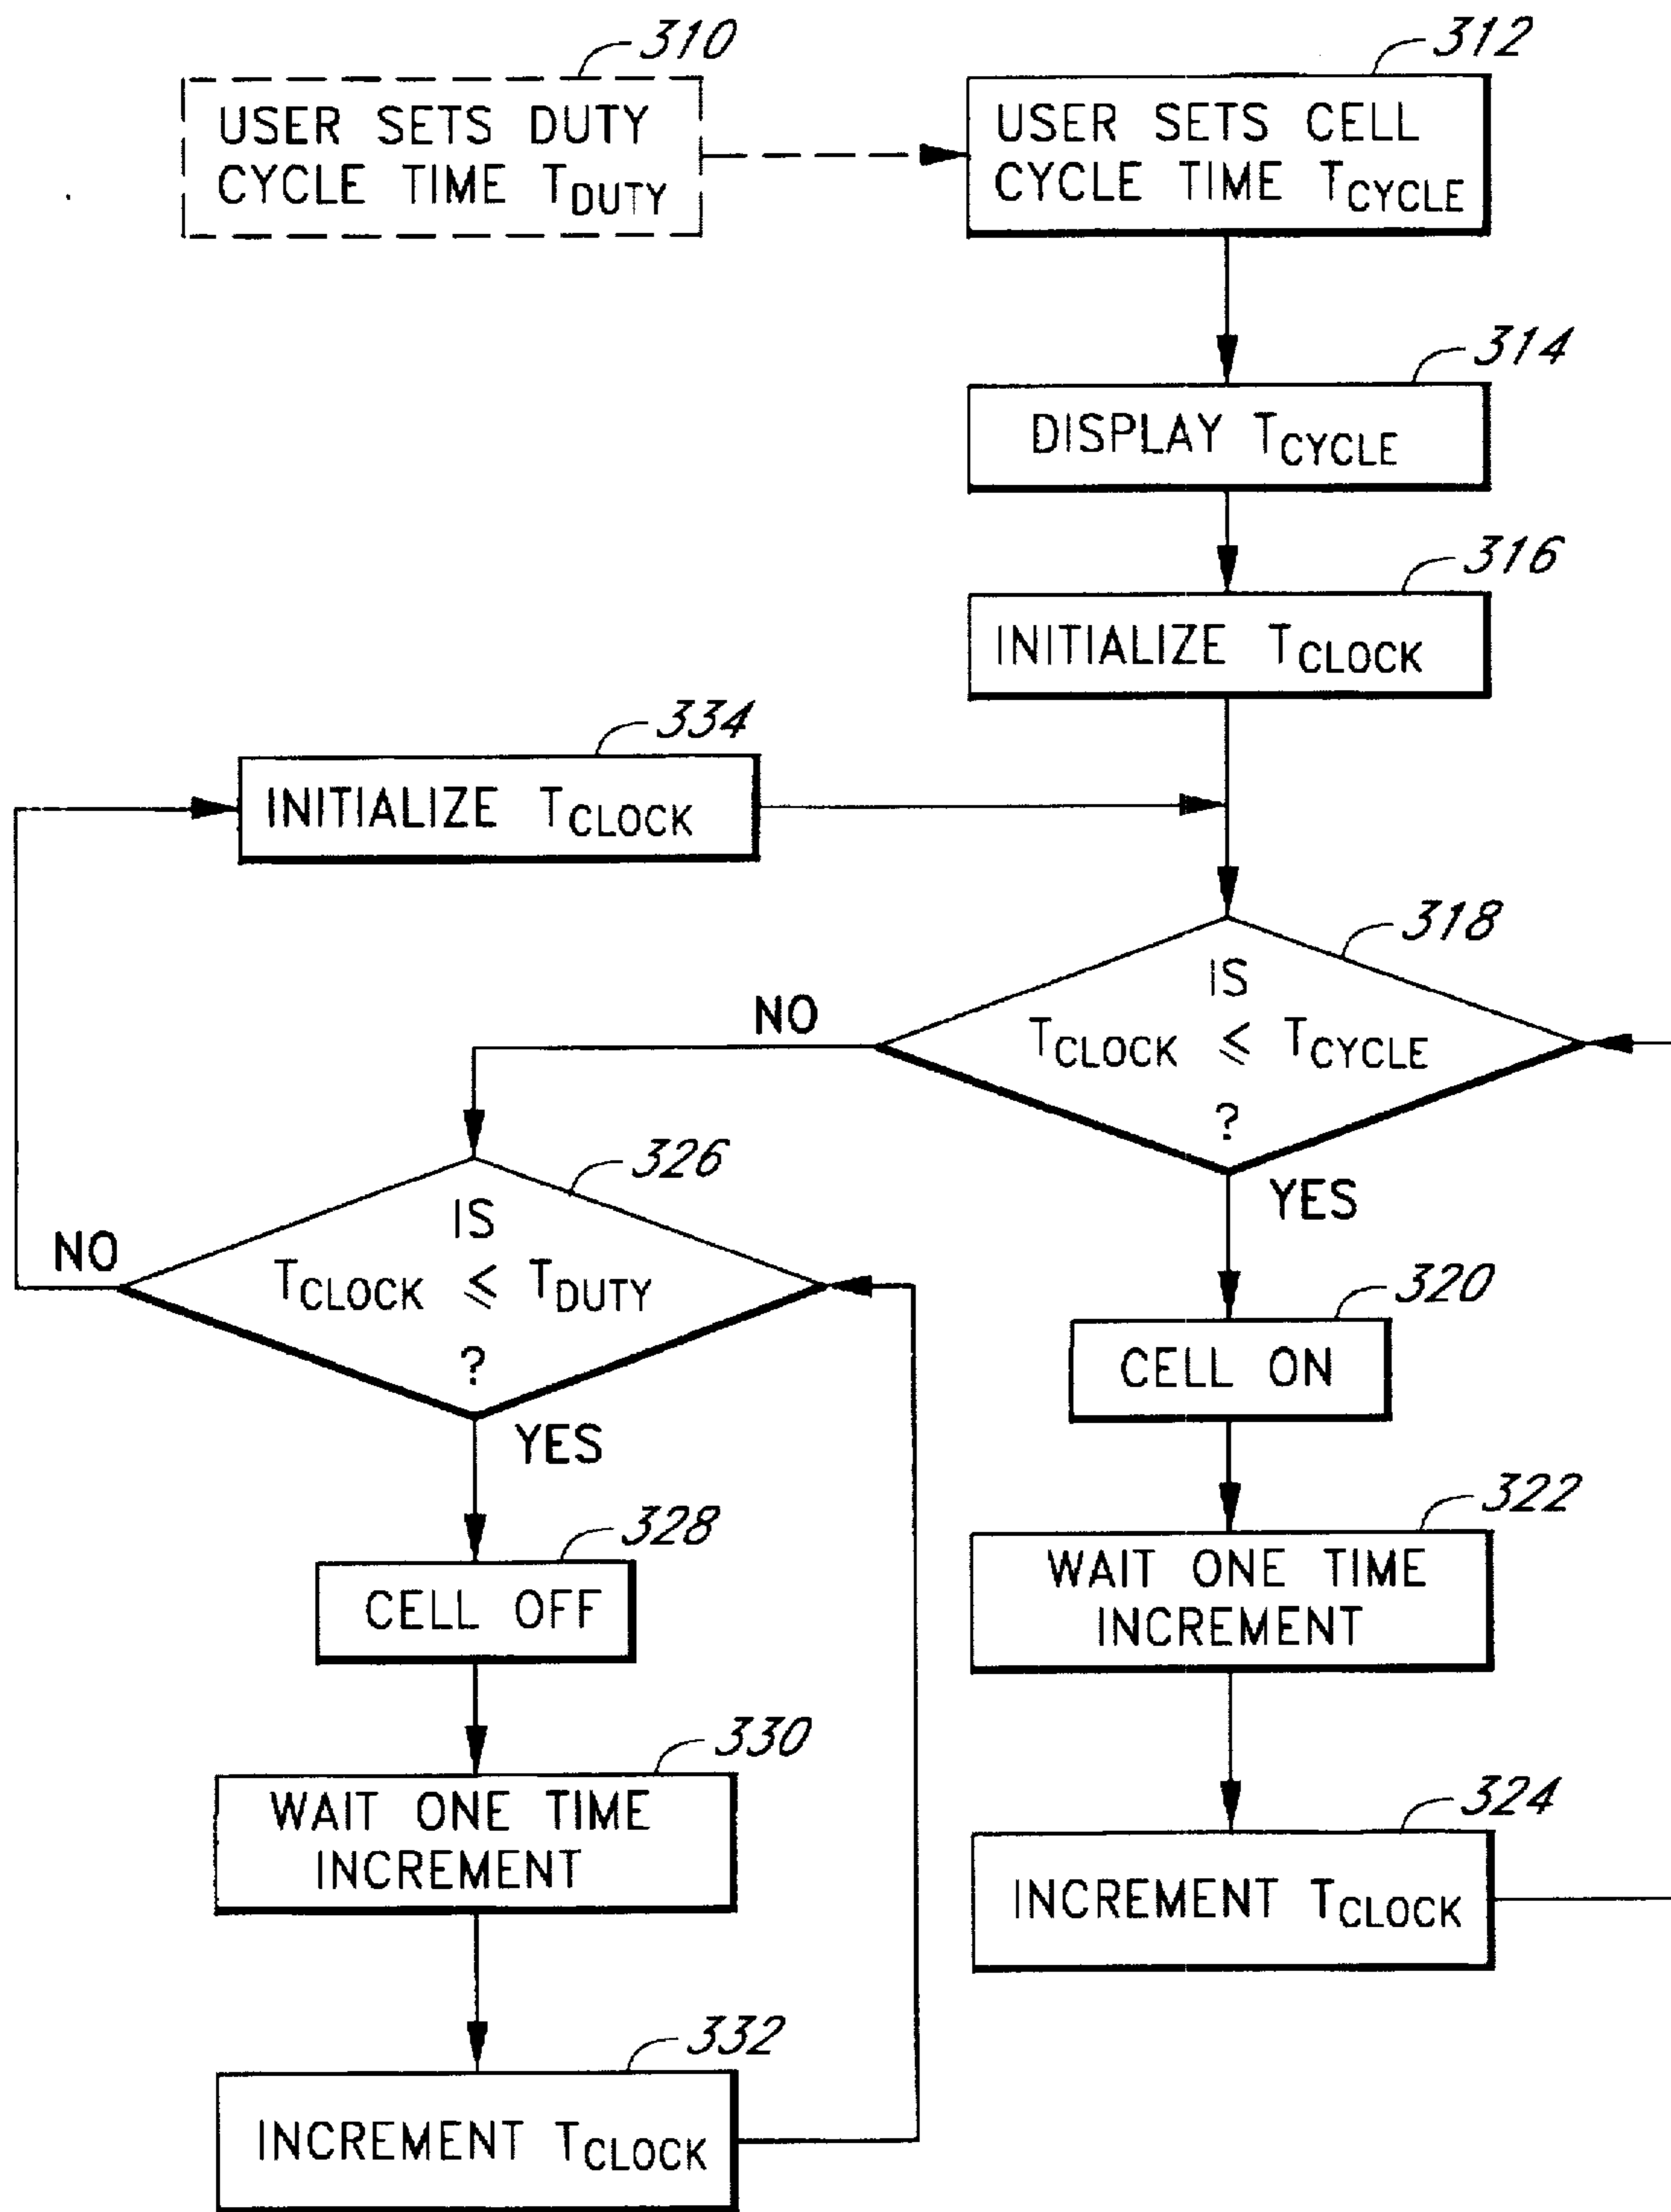 310
USER SETS DUTY
CYCLE TIME TDUTY
312
USER SETS CELL
CYCLE TIME TCYCLE
314
DISPLAY TCYCLE
316
INITIALIZE TCLOCK
334
INITIALIZE TCLOCK
318
IS
TCLOCK ≤ TCYCLE
?
NO
YES
326
IS
TCLOCK ≤ TDUTY
?
NO
YES
320
CELL ON
322
WAIT ONE TIME
INCREMENT
324
INCREMENT TCLOCK
328
CELL OFF
330
WAIT ONE TIME
INCREMENT
332
INCREMENT TCLOCK